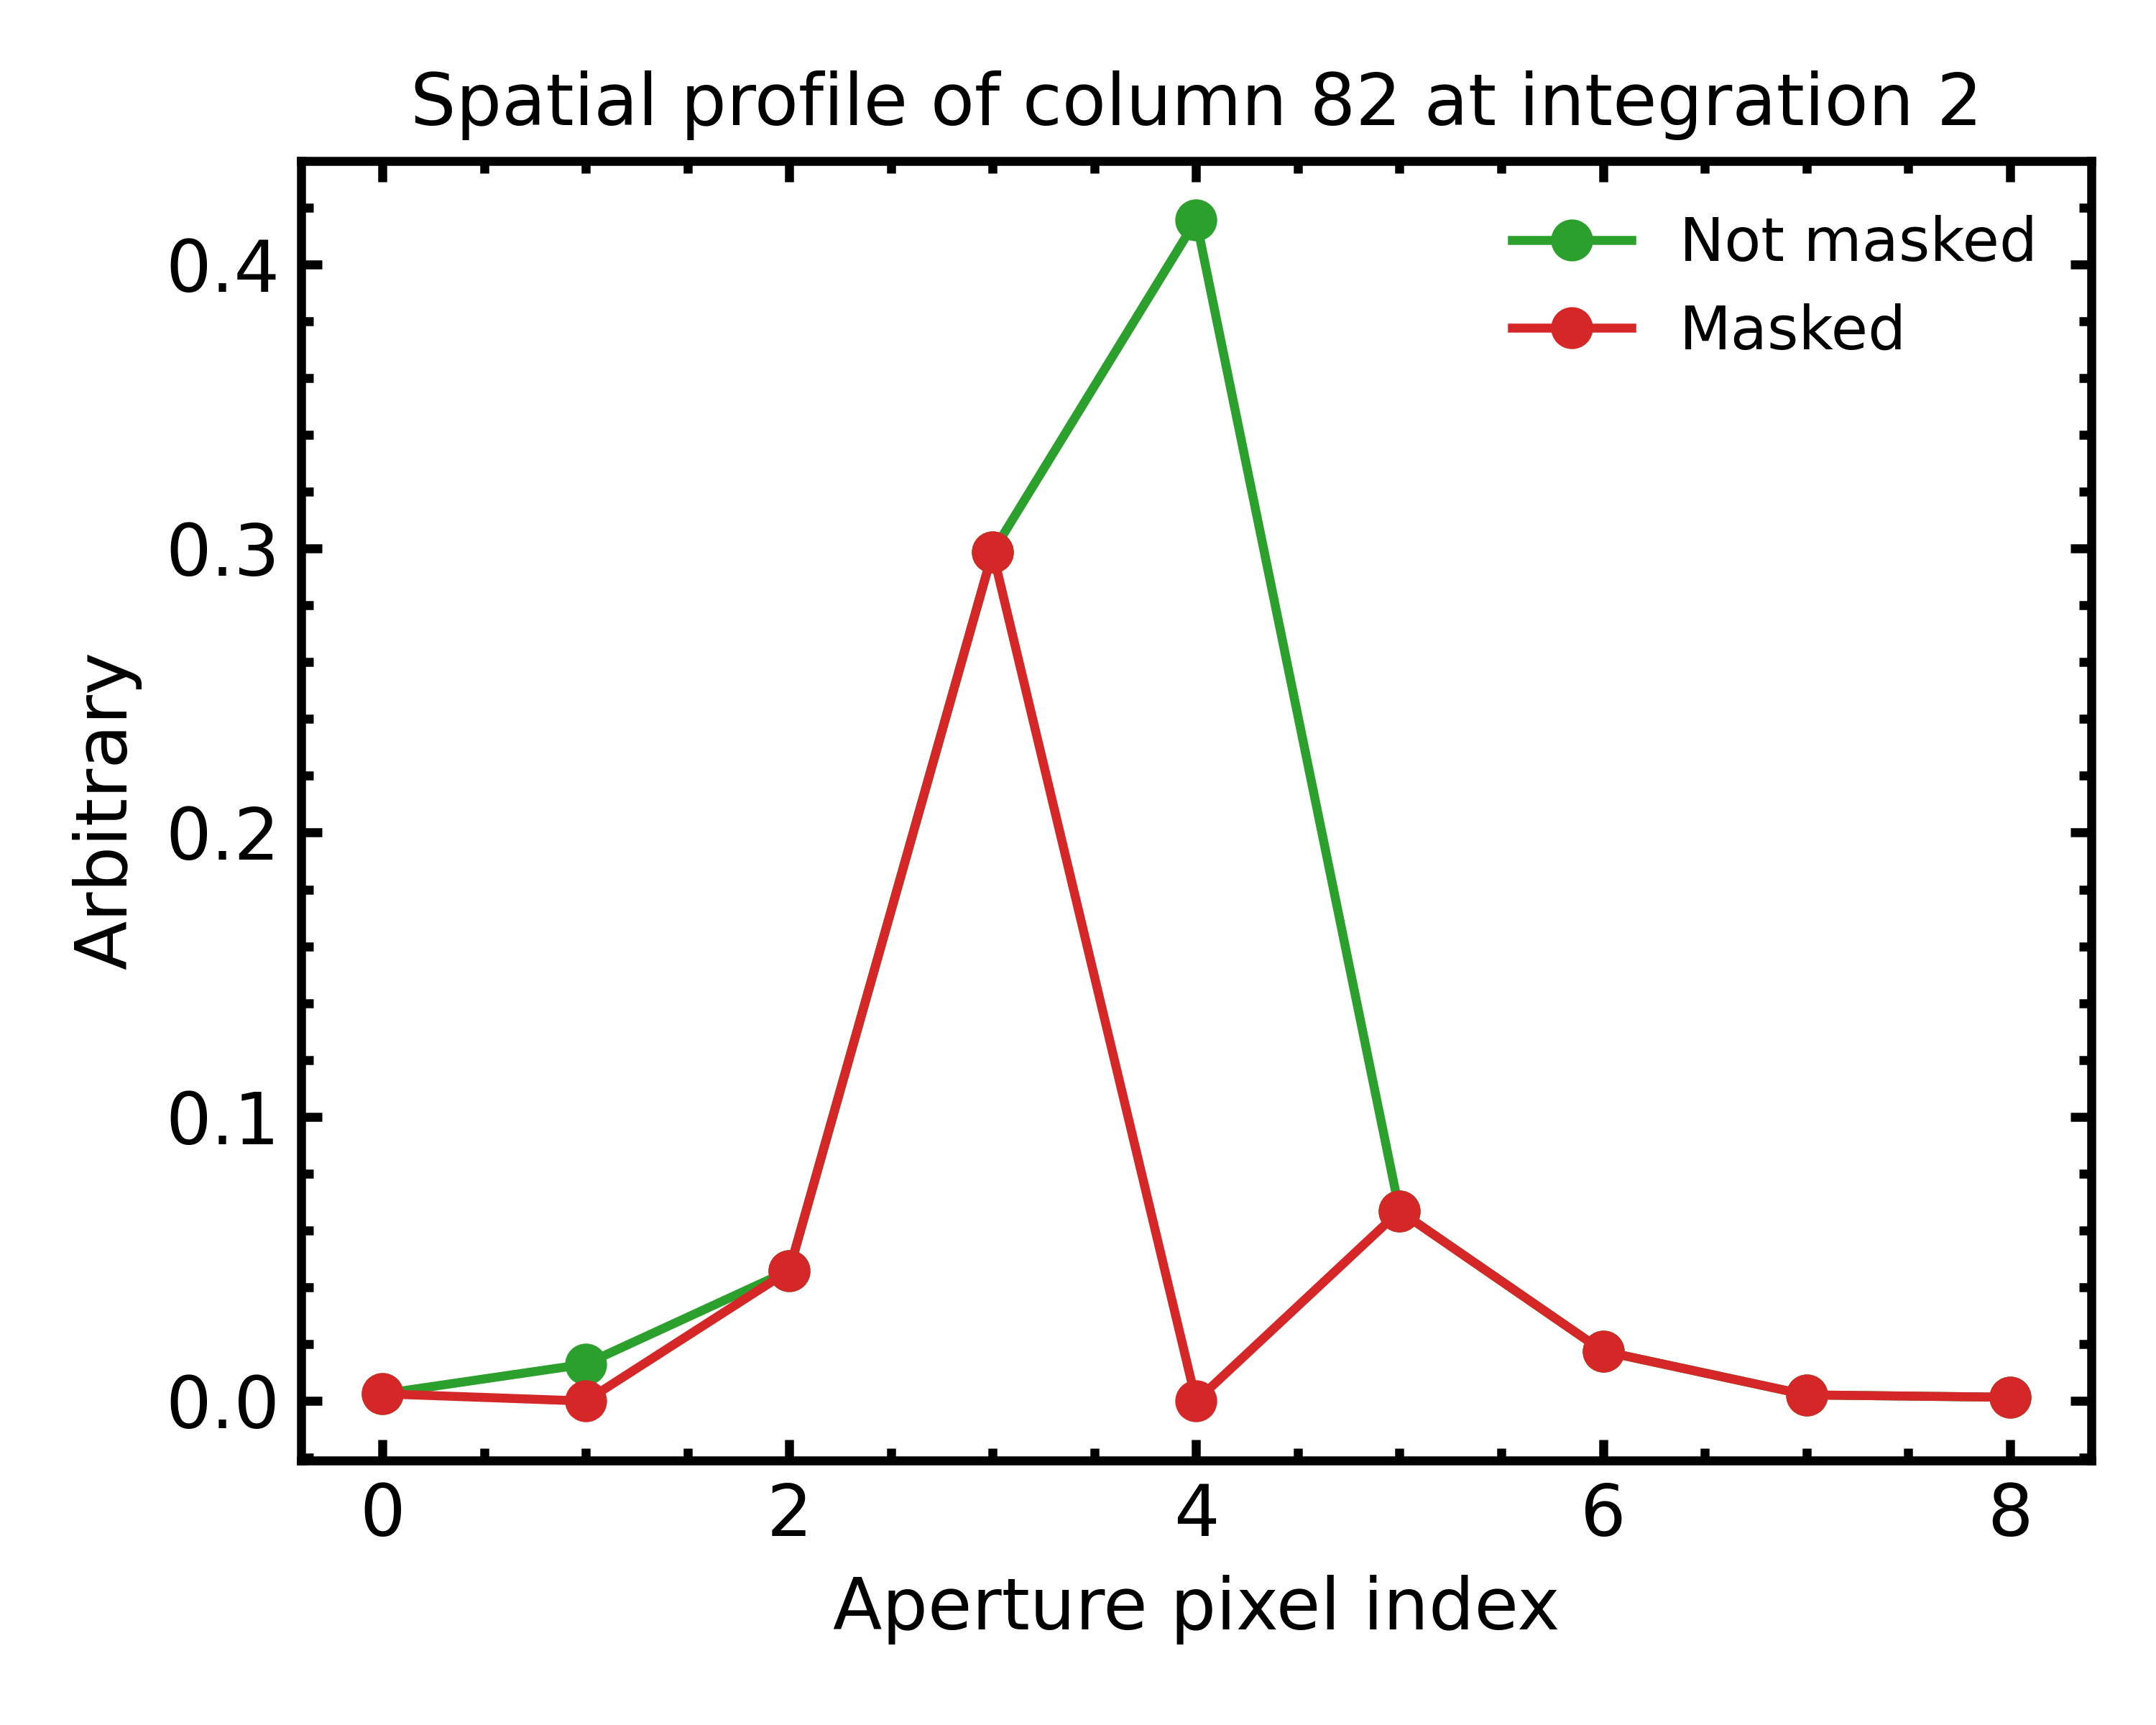 Spatial profile of column 82 at integration 2
Not masked
Masked
0.4
0.3
0.2
0.1
0.0
Arbitrary
0 2 4 6 8
Aperture pixel index